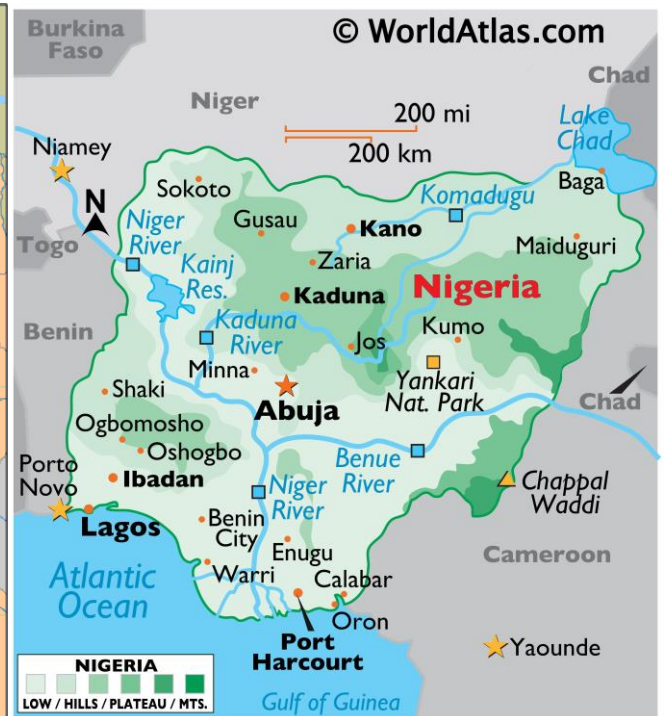 © WorldAtlas.com
Burkina
Faso
Niger
Chad
200 mi
200 km
Lake
Chad
Niamey
N
Sokoto
Gusau
Kano
Komadugu
Baga
Togo
Niger
River
Kainj
Res.
Zaria
Maiduguri
Kaduna
Nigeria
Benin
Kaduna
River
Jos
Kumo
Minna
Yankari
Nat. Park
Shaki
Abuja
Chad
Ogbomosho
Oshogbo
Benue
River
Porto
Novo
Ibadan
Niger
River
Chappal
Waddi
Lagos
Benin
City
Enugu
Cameroon
Atlantic
Ocean
Warri
Calabar
Oron
Port
Harcourt
Yaounde
NIGERIA
LOW / HILLS / PLATEAU / MTS.
Gulf of Guinea